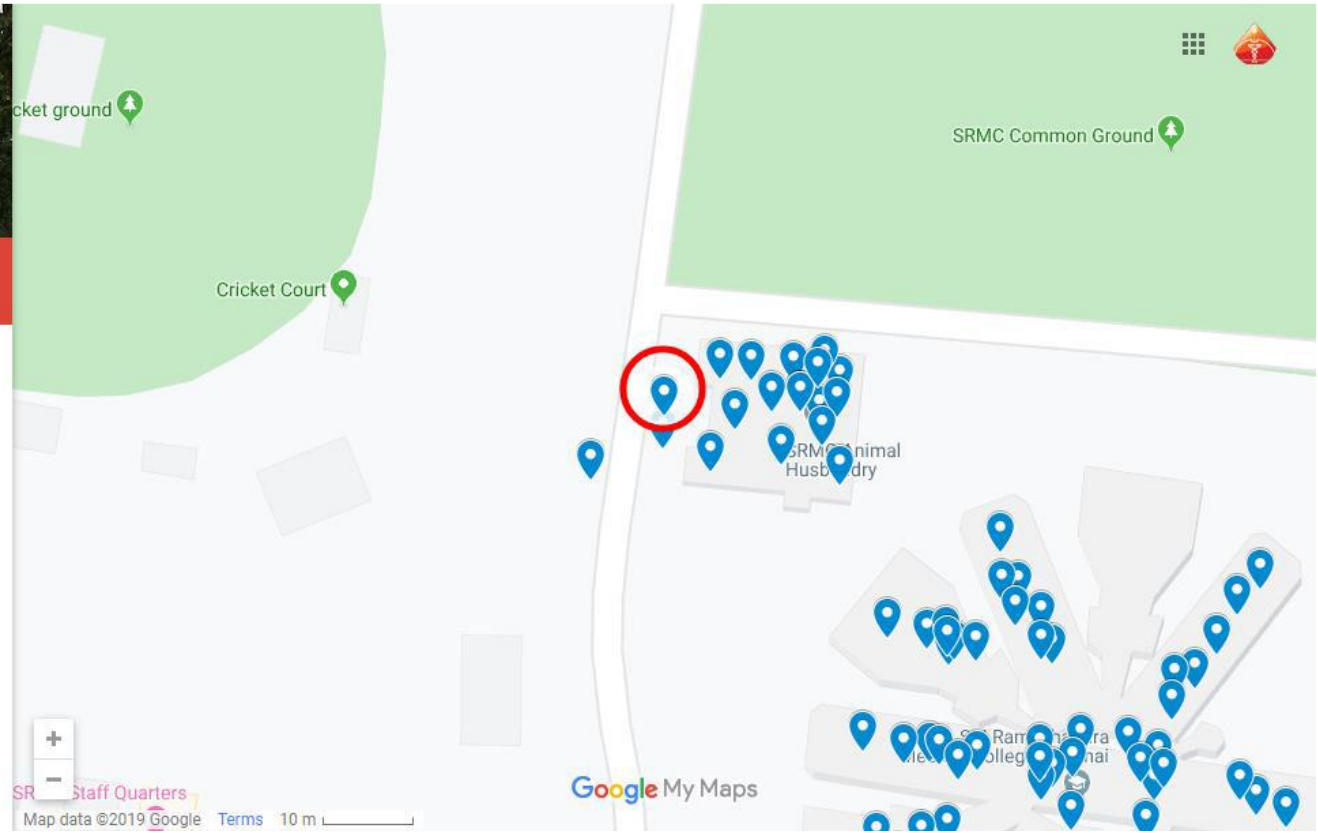 cket ground
SRMC Common Ground
Cricket Court
SRMC Animal
Husbandry
Google My Maps
Staff Quarters
Map data ©2019 Google Terms 10 m